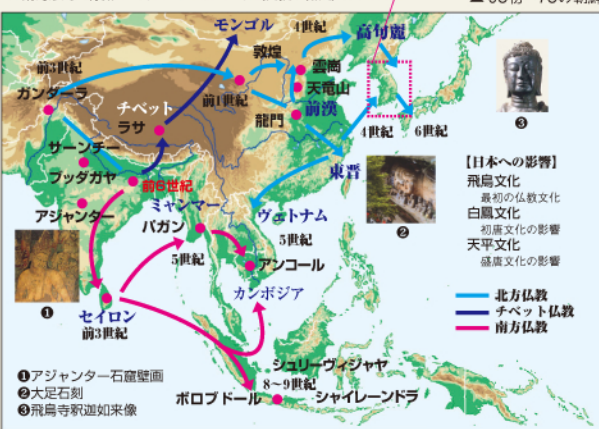 モンゴル
4世紀
高句麗
敦煌
雲崗
前3世紀
ガンダーラ
天竜山
チベット
前1世紀
前漢
ラサ
龍門
4世紀
6世紀
サーンチー
東晋
ブッダガヤ
前6世紀
アジャンター
ミャンマー
ヴェトナム
パガン
5世紀
5世紀
アンコール
カンボジア
セイロン
前3世紀
シュリーヴィジャヤ
8〜9世紀
ボロブドール
シャイレーンドラ
❶
❷
❸
【日本への影響】
飛鳥文化
最初の仏教文化
白鳳文化
初唐文化の影響
天平文化
盛唐文化の影響
北方仏教
チベット仏教
南方仏教
❶アジャンター石窟壁画
❷大足石刻
❸飛鳥寺釈迦如来像